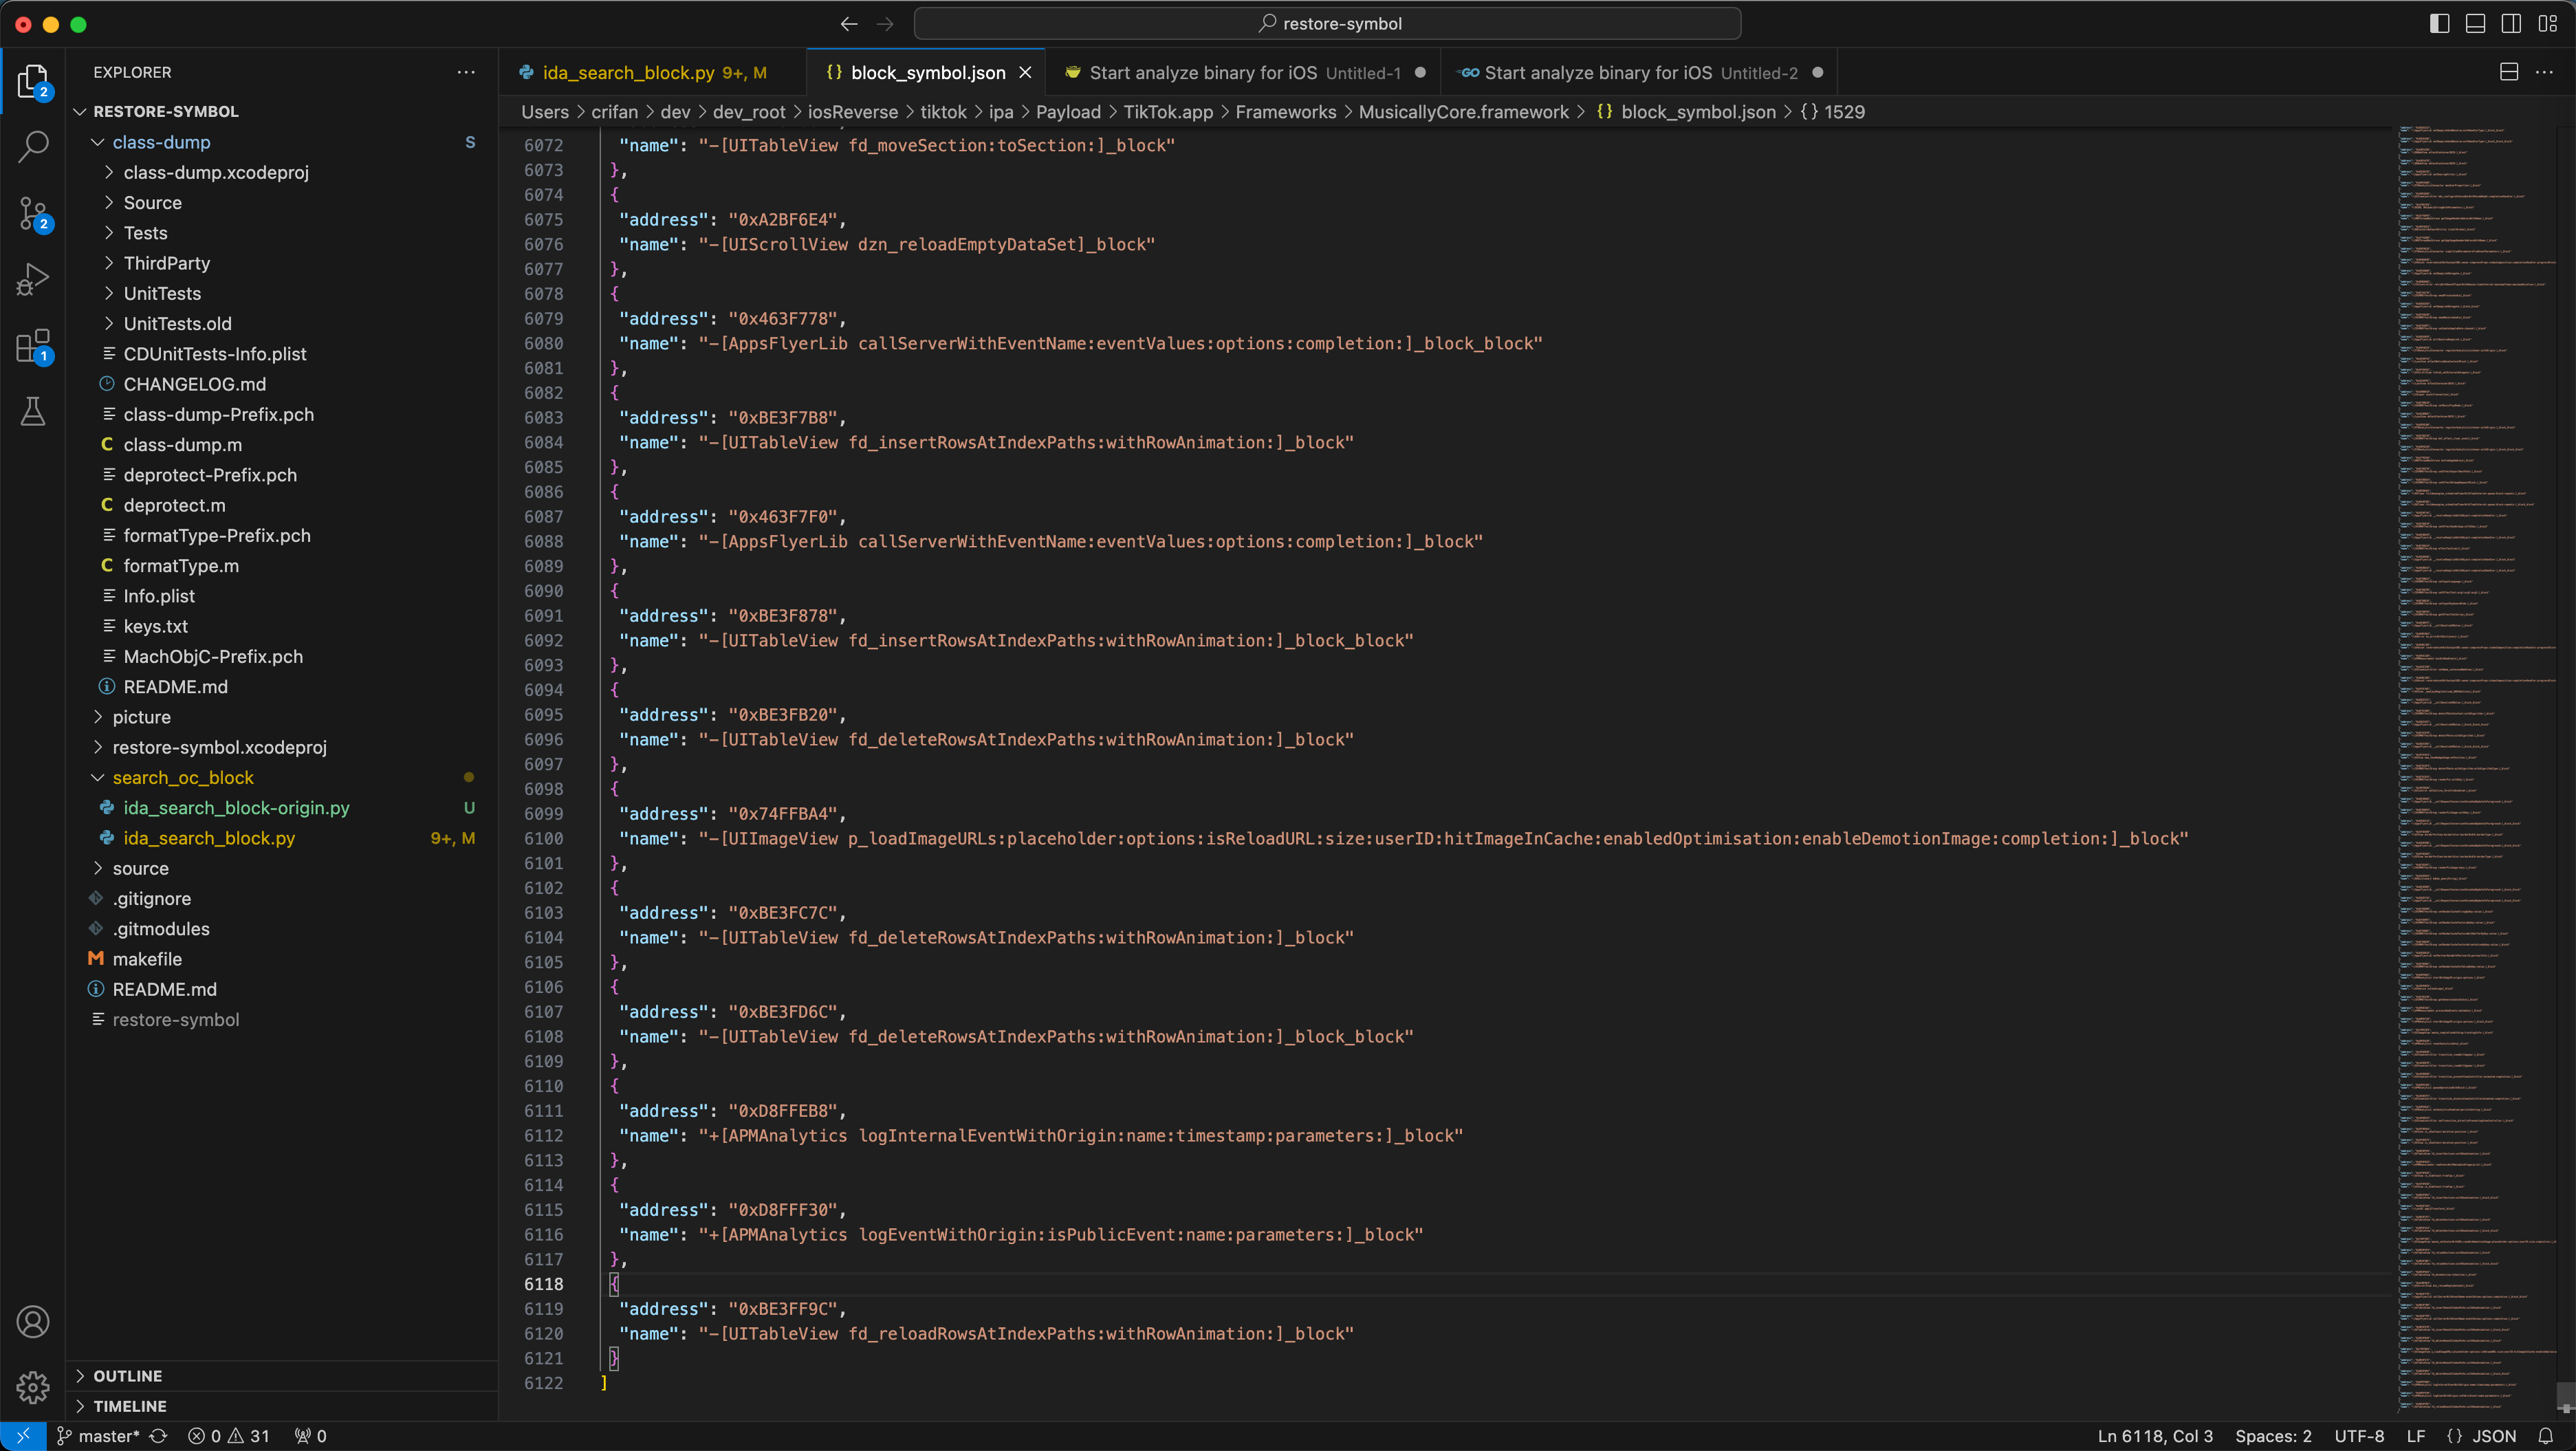 restore-symbol
EXPLORER
RESTORE-SYMBOL
class-dump S
class-dump.xcodeproj
Source
Tests
ThirdParty
UnitTests
UnitTests.old
CDUnitTests-Info.plist
CHANGELOG.md
class-dump-Prefix.pch
class-dump.m
deprotect-Prefix.pch
deprotect.m
formatType-Prefix.pch
formatType.m
Info.plist
keys.txt
MachObjC-Prefix.pch
README.md
picture
restore-symbol.xcodeproj
search_oc_block
ida_search_block-origin.py U
ida_search_block.py 9+, M
source
.gitignore
.gitmodules
makefile
README.md
restore-symbol
OUTLINE
TIMELINE
2
2
1
ida_search_block.py 9+, M
{} block_symbol.json
Start analyze binary for iOS Untitled-1
GO Start analyze binary for iOS Untitled-2
Users > crifan > dev > dev_root > iosReverse > tiktok > ipa > Payload > TikTok.app > Frameworks > MusicallyCore.framework > {} block_symbol.json > {} 1529
6072 "name": "-[UITableView fd_moveSection:toSection:]_block"
6073 },
6074 {
6075 "address": "0xA2BF6E4",
6076 "name": "-[UIScrollView dzn_reloadEmptyDataSet]_block"
6077 },
6078 {
6079 "address": "0x463F778",
6080 "name": "-[AppsFlyerLib callServerWithEventName:eventValues:options:completion:]_block_block"
6081 },
6082 {
6083 "address": "0xBE3F7B8",
6084 "name": "-[UITableView fd_insertRowsAtIndexPaths:withRowAnimation:]_block"
6085 },
6086 {
6087 "address": "0x463F7F0",
6088 "name": "-[AppsFlyerLib callServerWithEventName:eventValues:options:completion:]_block"
6089 },
6090 {
6091 "address": "0xBE3F878",
6092 "name": "-[UITableView fd_insertRowsAtIndexPaths:withRowAnimation:]_block_block"
6093 },
6094 {
6095 "address": "0xBE3FB20",
6096 "name": "-[UITableView fd_deleteRowsAtIndexPaths:withRowAnimation:]_block"
6097 },
6098 {
6099 "address": "0x74FFBA4",
6100 "name": "-[UIImageView p_loadImageURLs:placeholder:options:isReloadURL:size:userID:hitImageInCache:enabledOptimisation:enableDemotionImage:completion:]_block"
6101 },
6102 {
6103 "address": "0xBE3FC7C",
6104 "name": "-[UITableView fd_deleteRowsAtIndexPaths:withRowAnimation:]_block"
6105 },
6106 {
6107 "address": "0xBE3FD6C",
6108 "name": "-[UITableView fd_deleteRowsAtIndexPaths:withRowAnimation:]_block_block"
6109 },
6110 {
6111 "address": "0xD8FFEB8",
6112 "name": "+[APMAnalytics logInternalEventWithOrigin:name:timestamp:parameters:]_block"
6113 },
6114 {
6115 "address": "0xD8FFF30",
6116 "name": "+[APMAnalytics logEventWithOrigin:isPublicEvent:name:parameters:]_block"
6117 },
6118 {
6119 "address": "0xBE3FF9C",
6120 "name": "-[UITableView fd_reloadRowsAtIndexPaths:withRowAnimation:]_block"
6121 }
6122 ]
master* 0 31 0
Ln 6118, Col 3 Spaces: 2 UTF-8 LF {} JSON